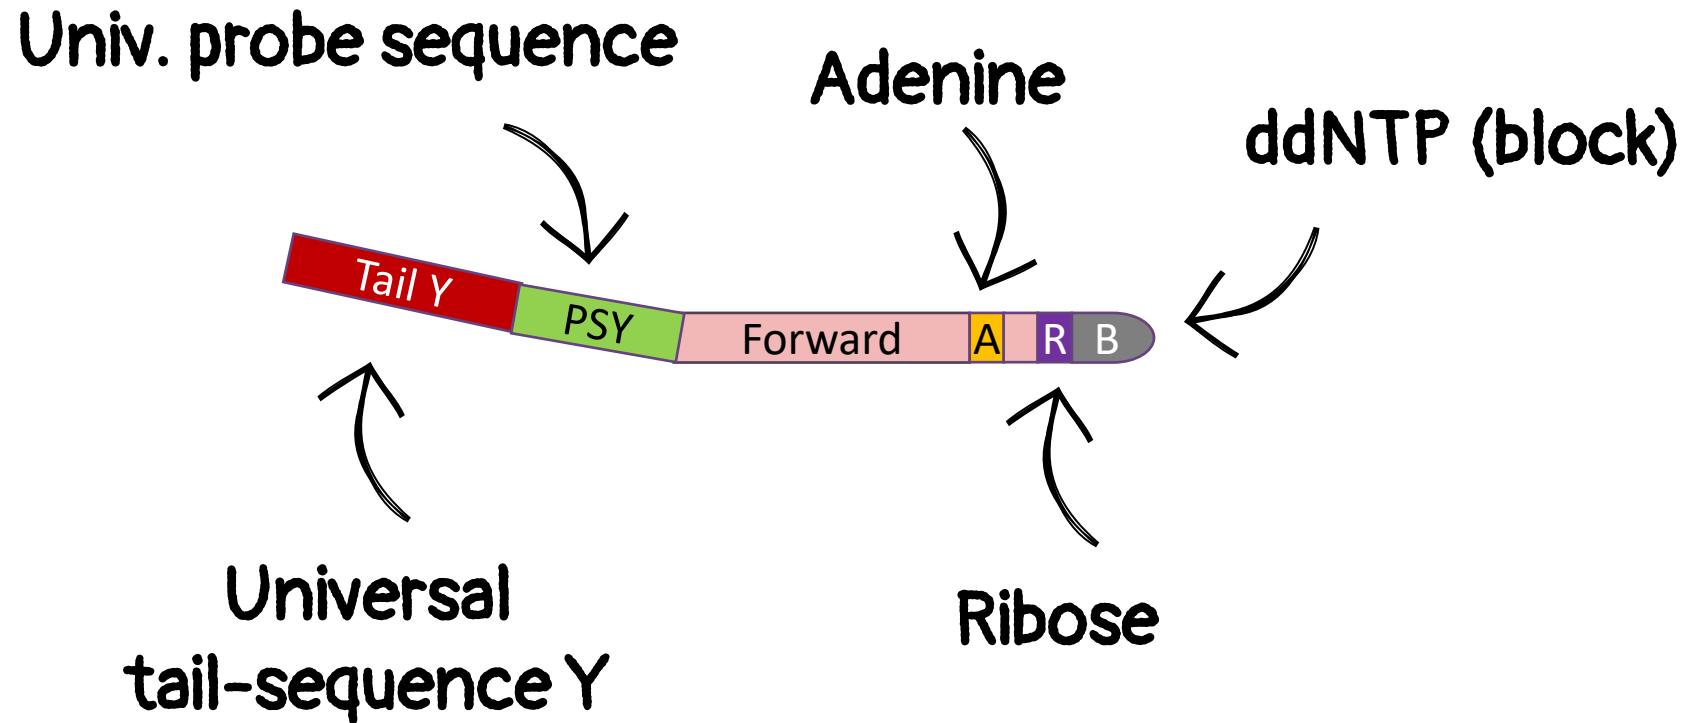 Univ. probe sequence
Adenine
ddNTP (block)
Tail Y
PSY
Forward
A
R
B
Universal
tail-sequence Y
Ribose